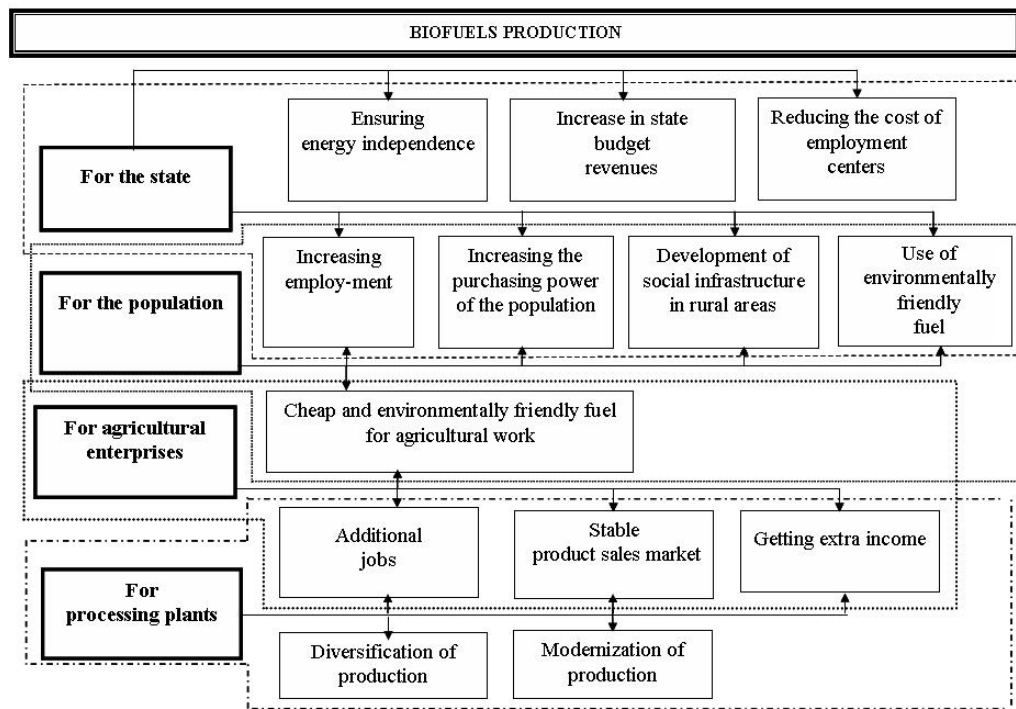 BIOFUELS PRODUCTION
Ensuring
energy independence
Increase in state
budget
revenues
Reducing the cost of
employment
centers
For the state
Increasing
employ-ment
Increasing the
purchasing power
of the population
Development of
social infrastructure
in rural areas
Use of
environmentally
friendly
fuel
For the population
Cheap and environmentally friendly fuel
for agricultural work
For agricultural
enterprises
Additional
jobs
Stable
product sales market
Getting extra income
For
processing plants
Diversification of
production
Modernization of
production